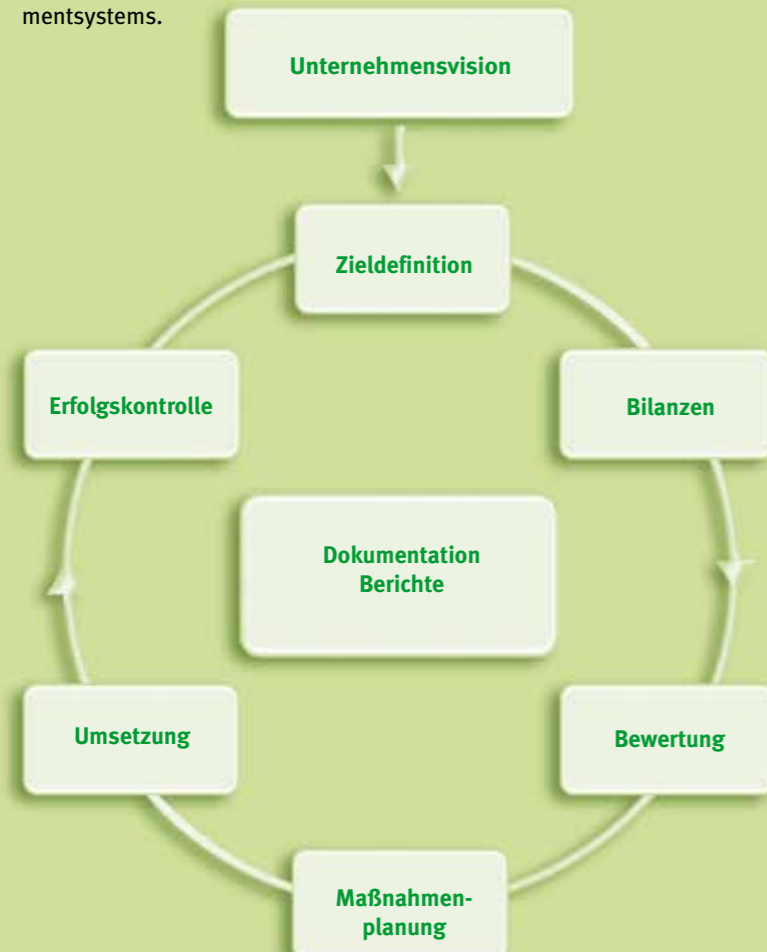 mentsystems.
Unternehmensvision
Zieldefinition
Erfolgskontrolle
Bilanzen
Dokumentation
Berichte
Umsetzung
Bewertung
Maßnahmen-
planung